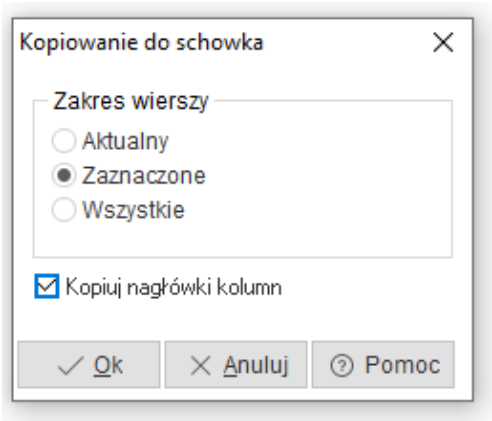 Kopiowanie do schowka
Zakres wierszy
Aktualny
Zaznaczone
Wszystkie
Kopiuj nagłówki kolumn
Ok Anuluj Pomoc